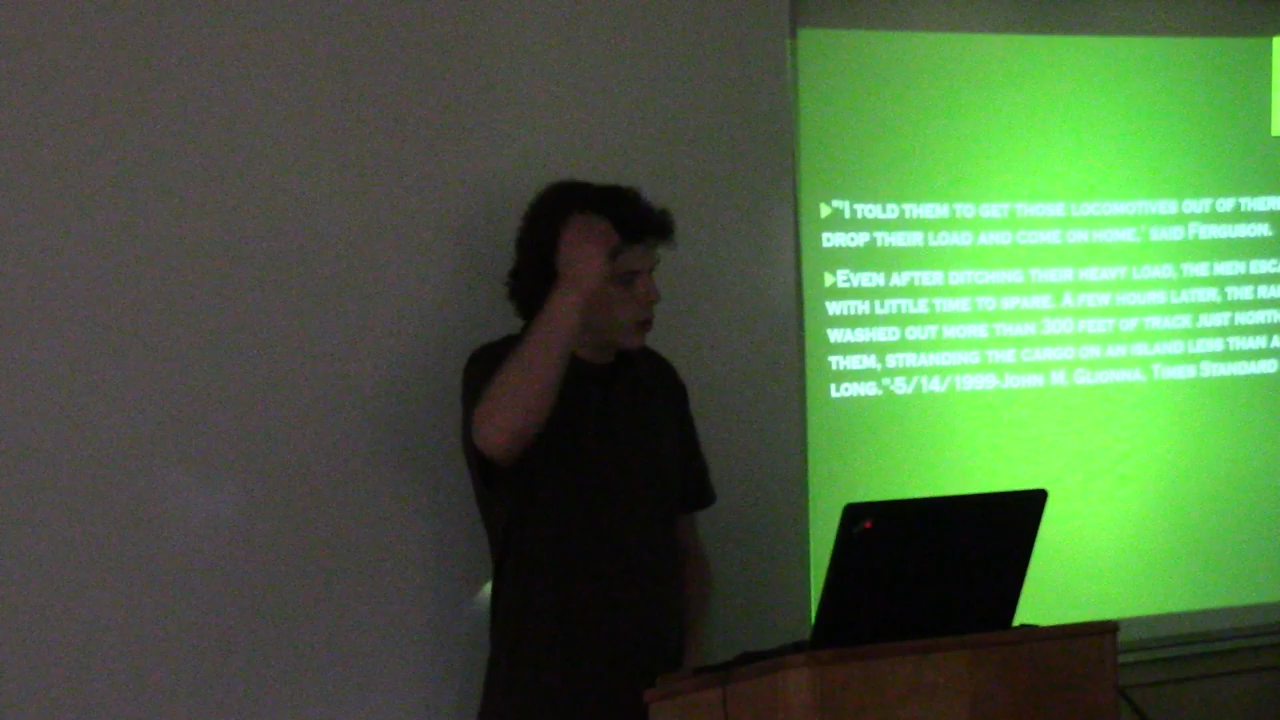 "'I TOLD THEM TO GET THOSE LOCOMOTIVES OUT OF THER
DROP THEIR LOAD AND COME ON HOME,' SAID FERGUSON.
EVEN AFTER DITCHING THEIR HEAVY LOAD, THE MEN ESC
WITH LITTLE TIME TO SPARE. A FEW HOURS LATER, THE RA
WASHED OUT MORE THAN 300 FEET OF TRACK JUST NORTH
THEM, STRANDING THE CARGO ON AN ISLAND LESS THAN A
LONG."-5/14/1999-JOHN M. GLIONNA, TIMES STANDARD